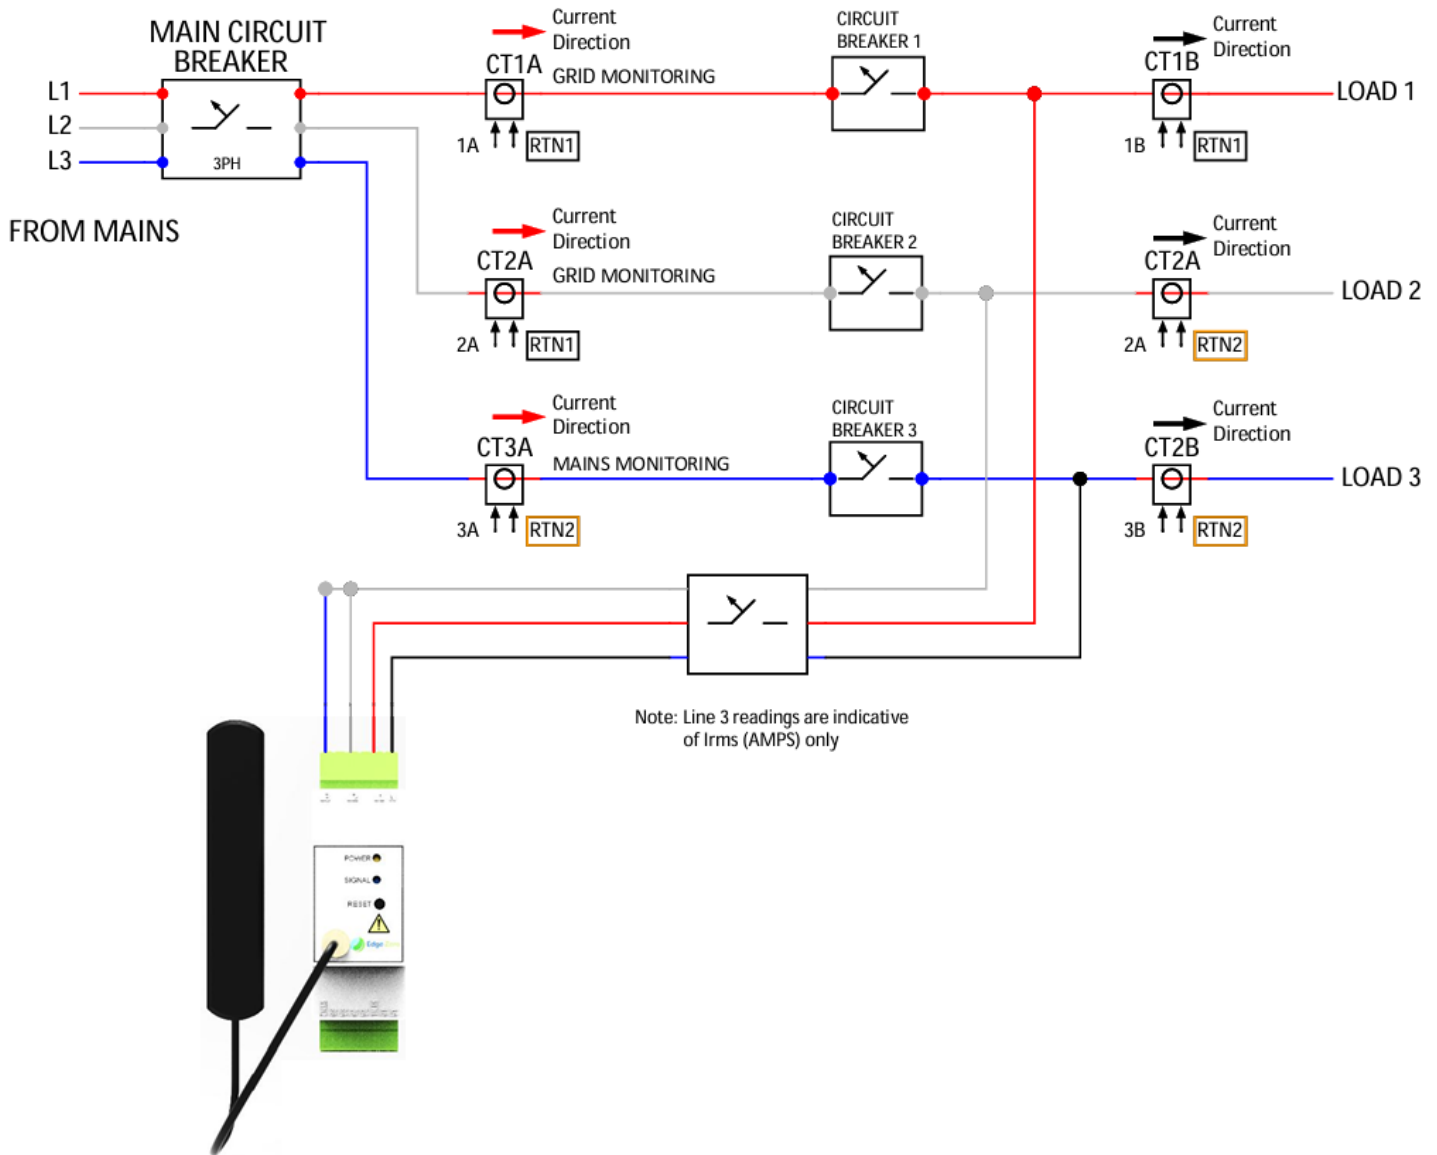 MAIN CIRCUIT
BREAKER
L1
L2
L3
3PH
FROM MAINS
Current
Direction
CT1A
GRID MONITORING
1A
RTN1
CIRCUIT
BREAKER 1
Current
Direction
CT1B
LOAD 1
1B
RTN1
Current
Direction
CT2A
GRID MONITORING
2A
RTN1
CIRCUIT
BREAKER 2
Current
Direction
CT2A
LOAD 2
2A
RTN2
Current
Direction
CT3A
MAINS MONITORING
3A
RTN2
CIRCUIT
BREAKER 3
Current
Direction
CT2B
LOAD 3
3B
RTN2
Note: Line 3 readings are indicative
of Irms (AMPS) only
POWER
SIGNAL
RESET
Edge